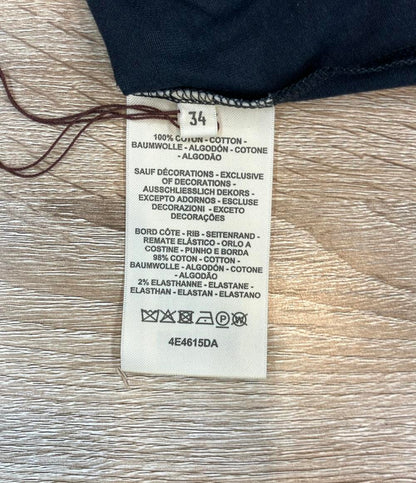 34
100% COTON - COTTON -
BAUMWOLLE - ALGODÓN - COTONE
- ALGODÃO
SAUF DÉCORATIONS - EXCLUSIVE
OF DECORATIONS -
AUSSCHLIESSLICH DEKORS -
EXCEPTO ADORNOS - ESCLUSE
DECORAZIONI - EXCETO
DECORAÇÕES
BORD CÔTE - RIB - SEITENRAND -
REMATE ELÁSTICO - ORLO A
COSTINE - PUNHO E BORDA
98% COTON - COTTON -
BAUMWOLLE - ALGODÓN - COTONE
- ALGODÃO
2% ELASTHANNE - ELASTANE -
ELASTHAN - ELASTAN - ELASTANO
4E4615DA